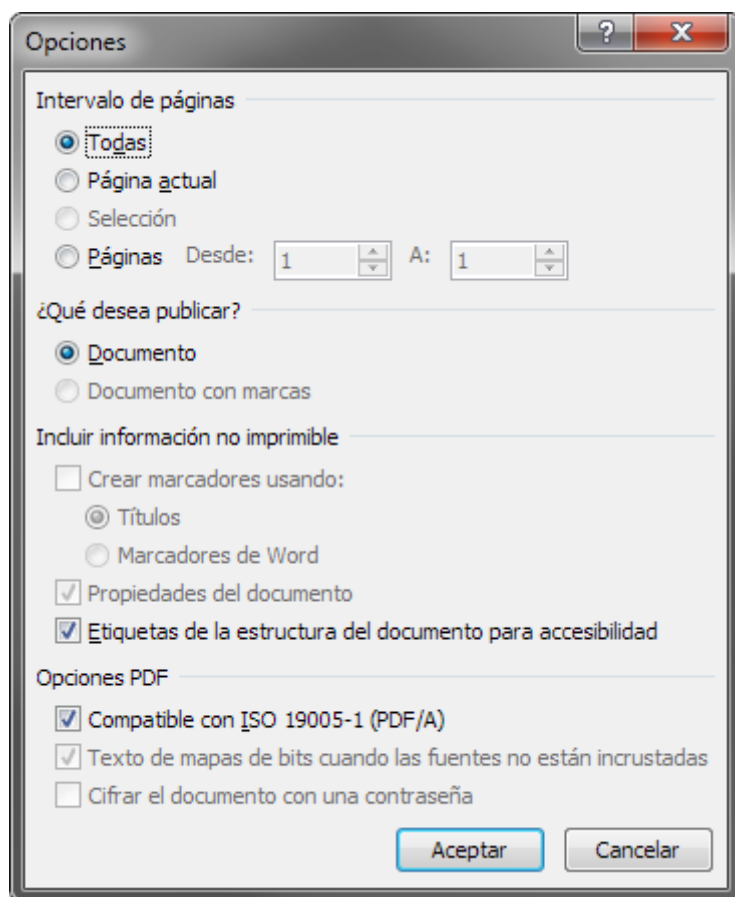 Opciones
Intervalo de páginas
Todas
Página actual
Selección
Páginas Desde: 1 A: 1
¿Qué desea publicar?
Documento
Documento con marcas
Incluir información no imprimible
Crear marcadores usando:
Títulos
Marcadores de Word
Propiedades del documento
Etiquetas de la estructura del documento para accesibilidad
Opciones PDF
Compatible con ISO 19005-1 (PDF/A)
Texto de mapas de bits cuando las fuentes no están incrustadas
Cifrar el documento con una contraseña
Aceptar Cancelar